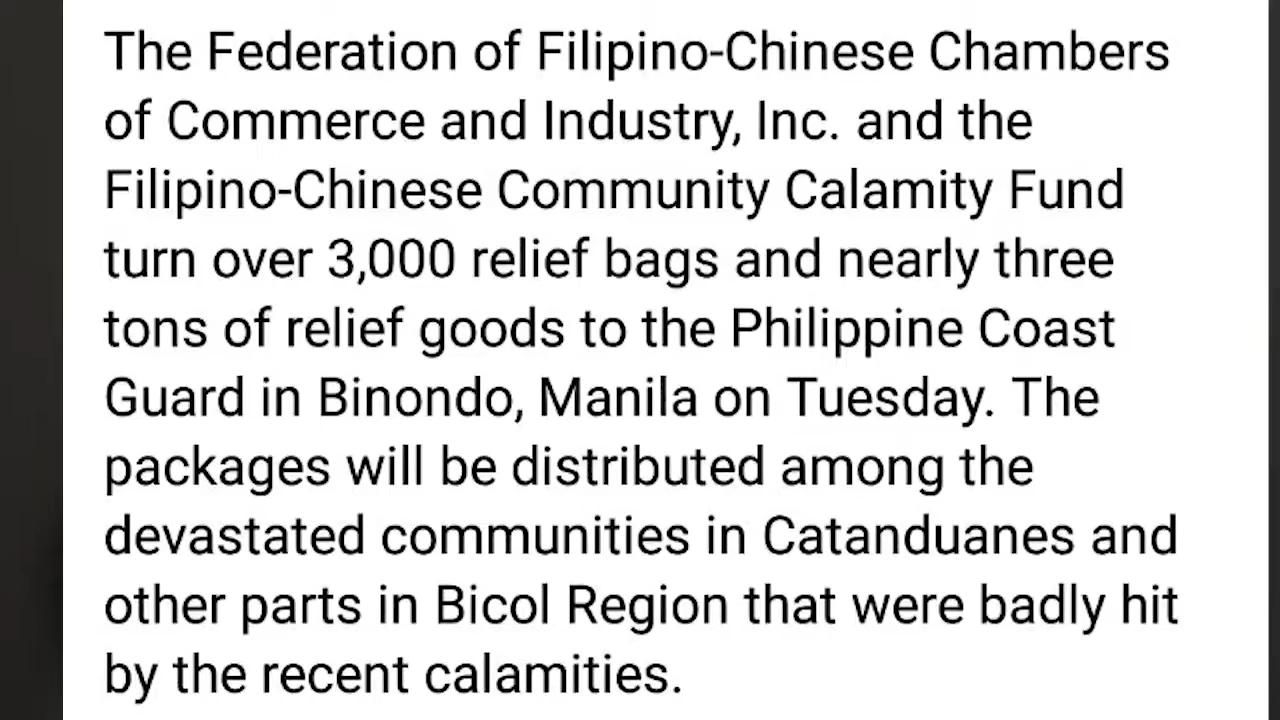 The Federation of Filipino-Chinese Chambers
of Commerce and Industry, Inc. and the
Filipino-Chinese Community Calamity Fund
turn over 3,000 relief bags and nearly three
tons of relief goods to the Philippine Coast
Guard in Binondo, Manila on Tuesday. The
packages will be distributed among the
devastated communities in Catanduanes and
other parts in Bicol Region that were badly hit
by the recent calamities.